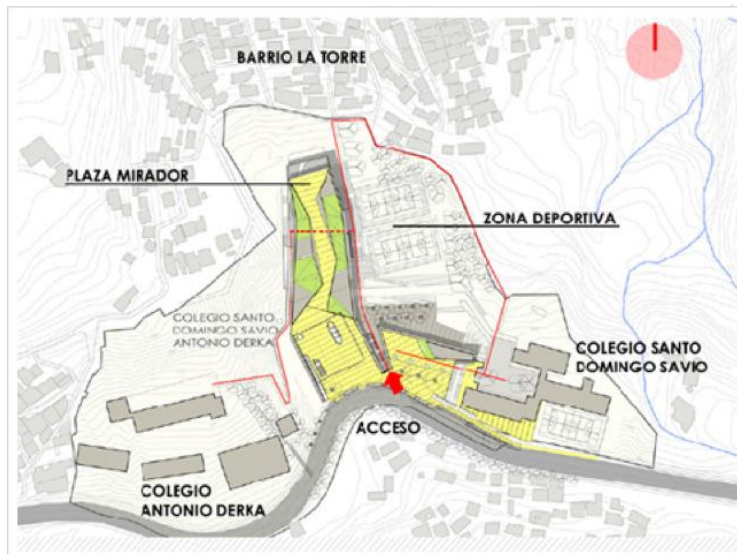 BARRIO LA TORRE
PLAZA MIRADOR
ZONA DEPORTIVA
COLEGIO SANTO
DOMINGO SAVIO
ANTONIO DERKA
COLEGIO SANTO
DOMINGO SAVIO
ACCESO
COLEGIO
ANTONIO DERKA